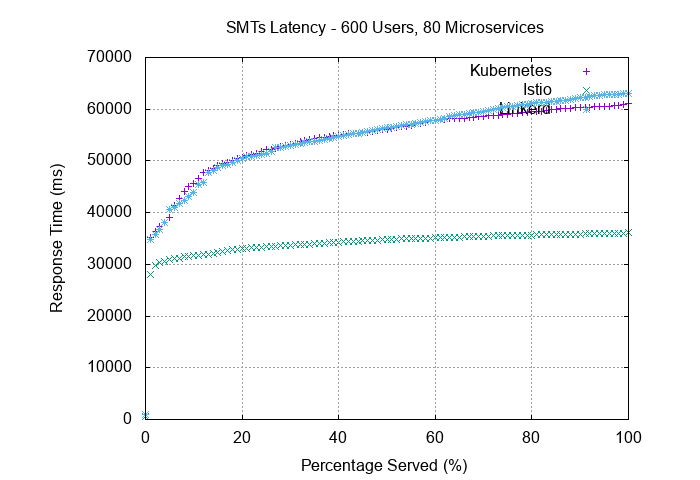 SMTs Latency - 600 Users, 80 Microservices
70000
60000
50000
40000
30000
20000
10000
0
0 20 40 60 80 100
Response Time (ms)
Percentage Served (%)
Kubernetes
Istio
Linkerd